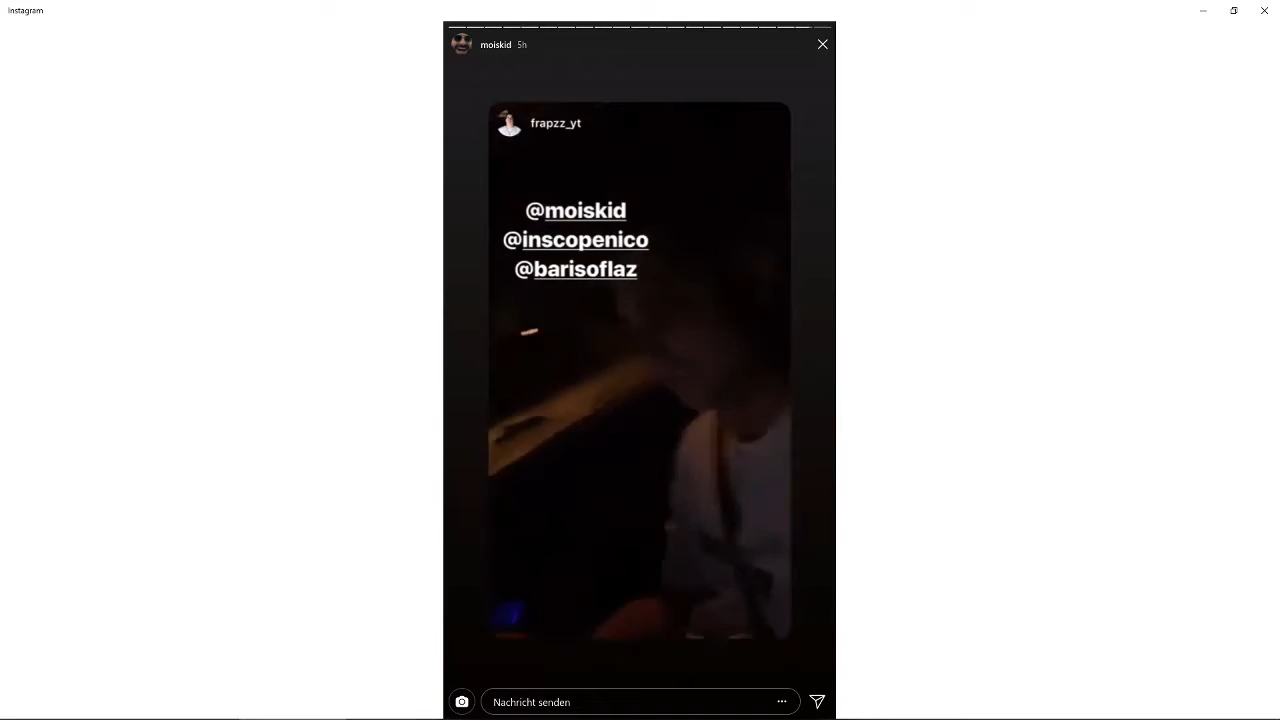 Instagram
moiskid 5h
frapzz_yt
@moiskid
@inscopenico
@barisoflaz
Nachricht senden